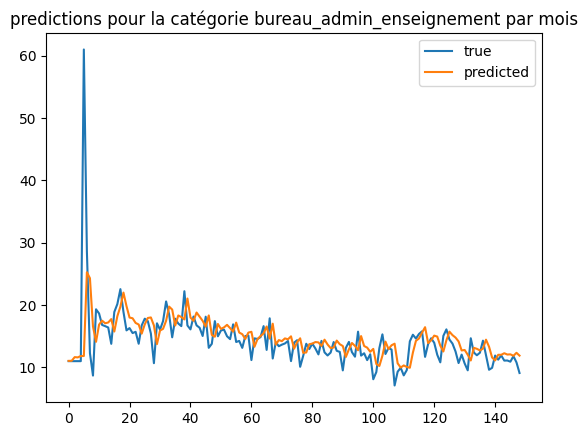 predictions pour la catégorie bureau_admin_enseignement par mois
true
predicted
60
50
40
30
20
10
0 20 40 60 80 100 120 140